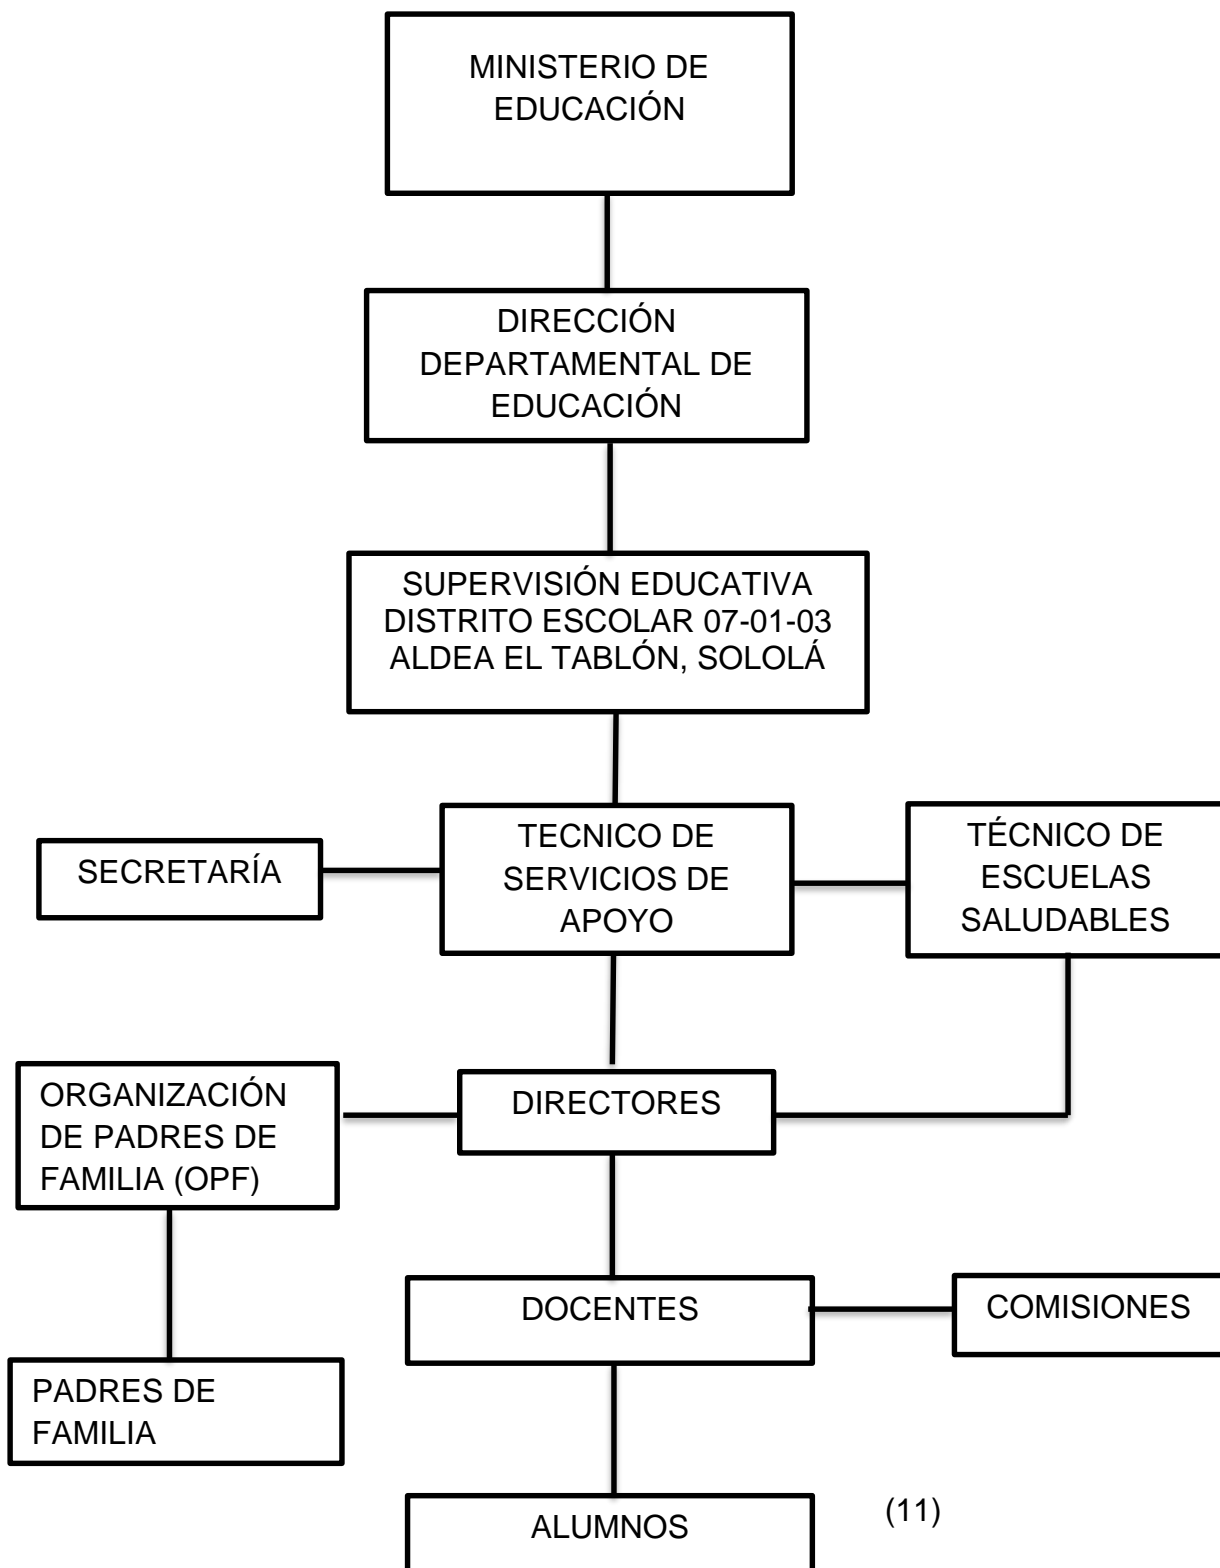 MINISTERIO DE
EDUCACIÓN
DIRECCIÓN
DEPARTAMENTAL DE
EDUCACIÓN
SUPERVISIÓN EDUCATIVA
DISTRITO ESCOLAR 07-01-03
ALDEA EL TABLÓN, SOLOLÁ
SECRETARÍA
TECNICO DE
SERVICIOS DE
APOYO
TÉCNICO DE
ESCUELAS
SALUDABLES
ORGANIZACIÓN
DE PADRES DE
FAMILIA (OPF)
DIRECTORES
DOCENTES
COMISIONES
PADRES DE
FAMILIA
ALUMNOS
(11)